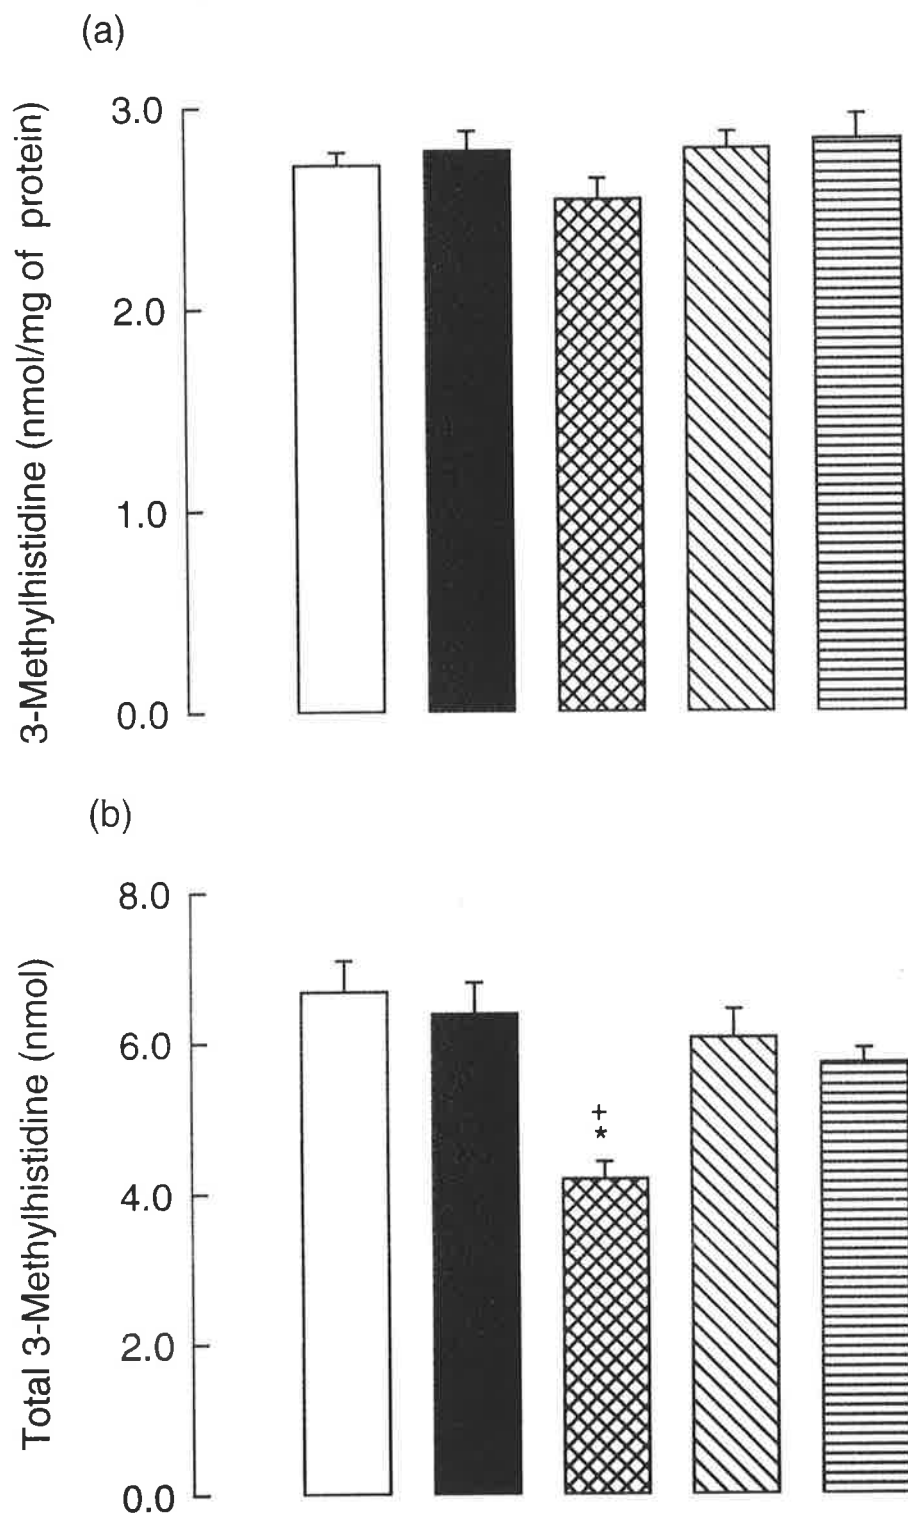 (a)
3-Methylhistidine (nmol/mg of protein)
3.0
2.0
1.0
0.0
(b)
Total 3-Methylhistidine (nmol)
8.0
6.0
4.0
2.0
0.0
+
*